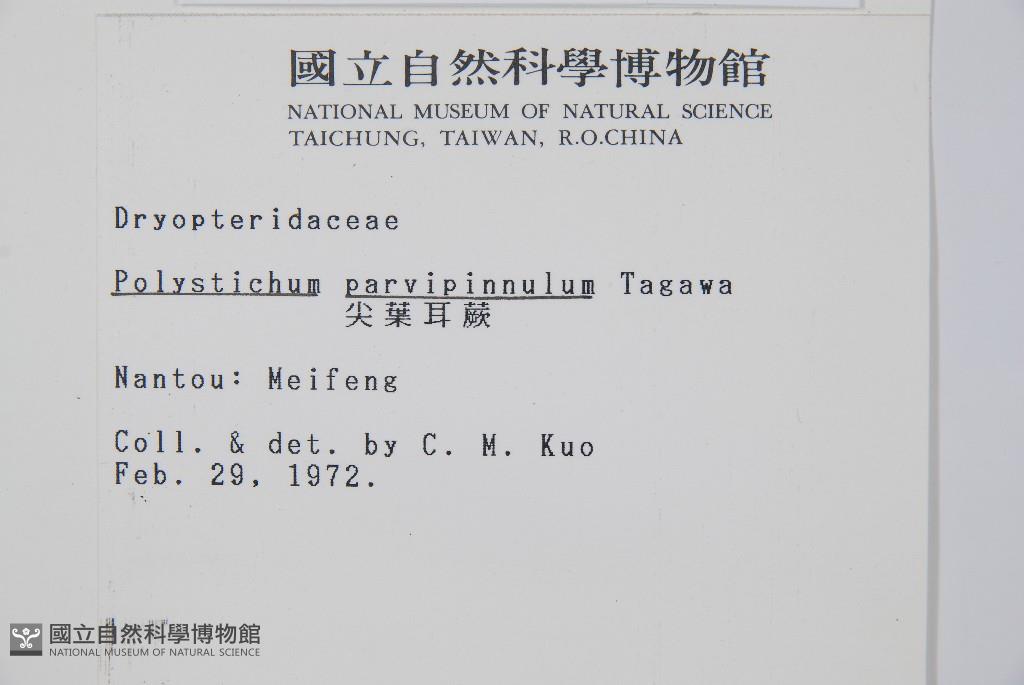 國立自然科學博物館
NATIONAL MUSEUM OF NATURAL SCIENCE
TAICHUNG, TAIWAN, R.O.CHINA
Dryopteridaceae
Polystichum parvipinnulum Tagawa
尖葉耳蕨
Nantou: Meifeng
Coll. & det. by C. M. Kuo
Feb. 29, 1972.
國立自然科學博物館
NATIONAL MUSEUM OF NATURAL SCIENCE